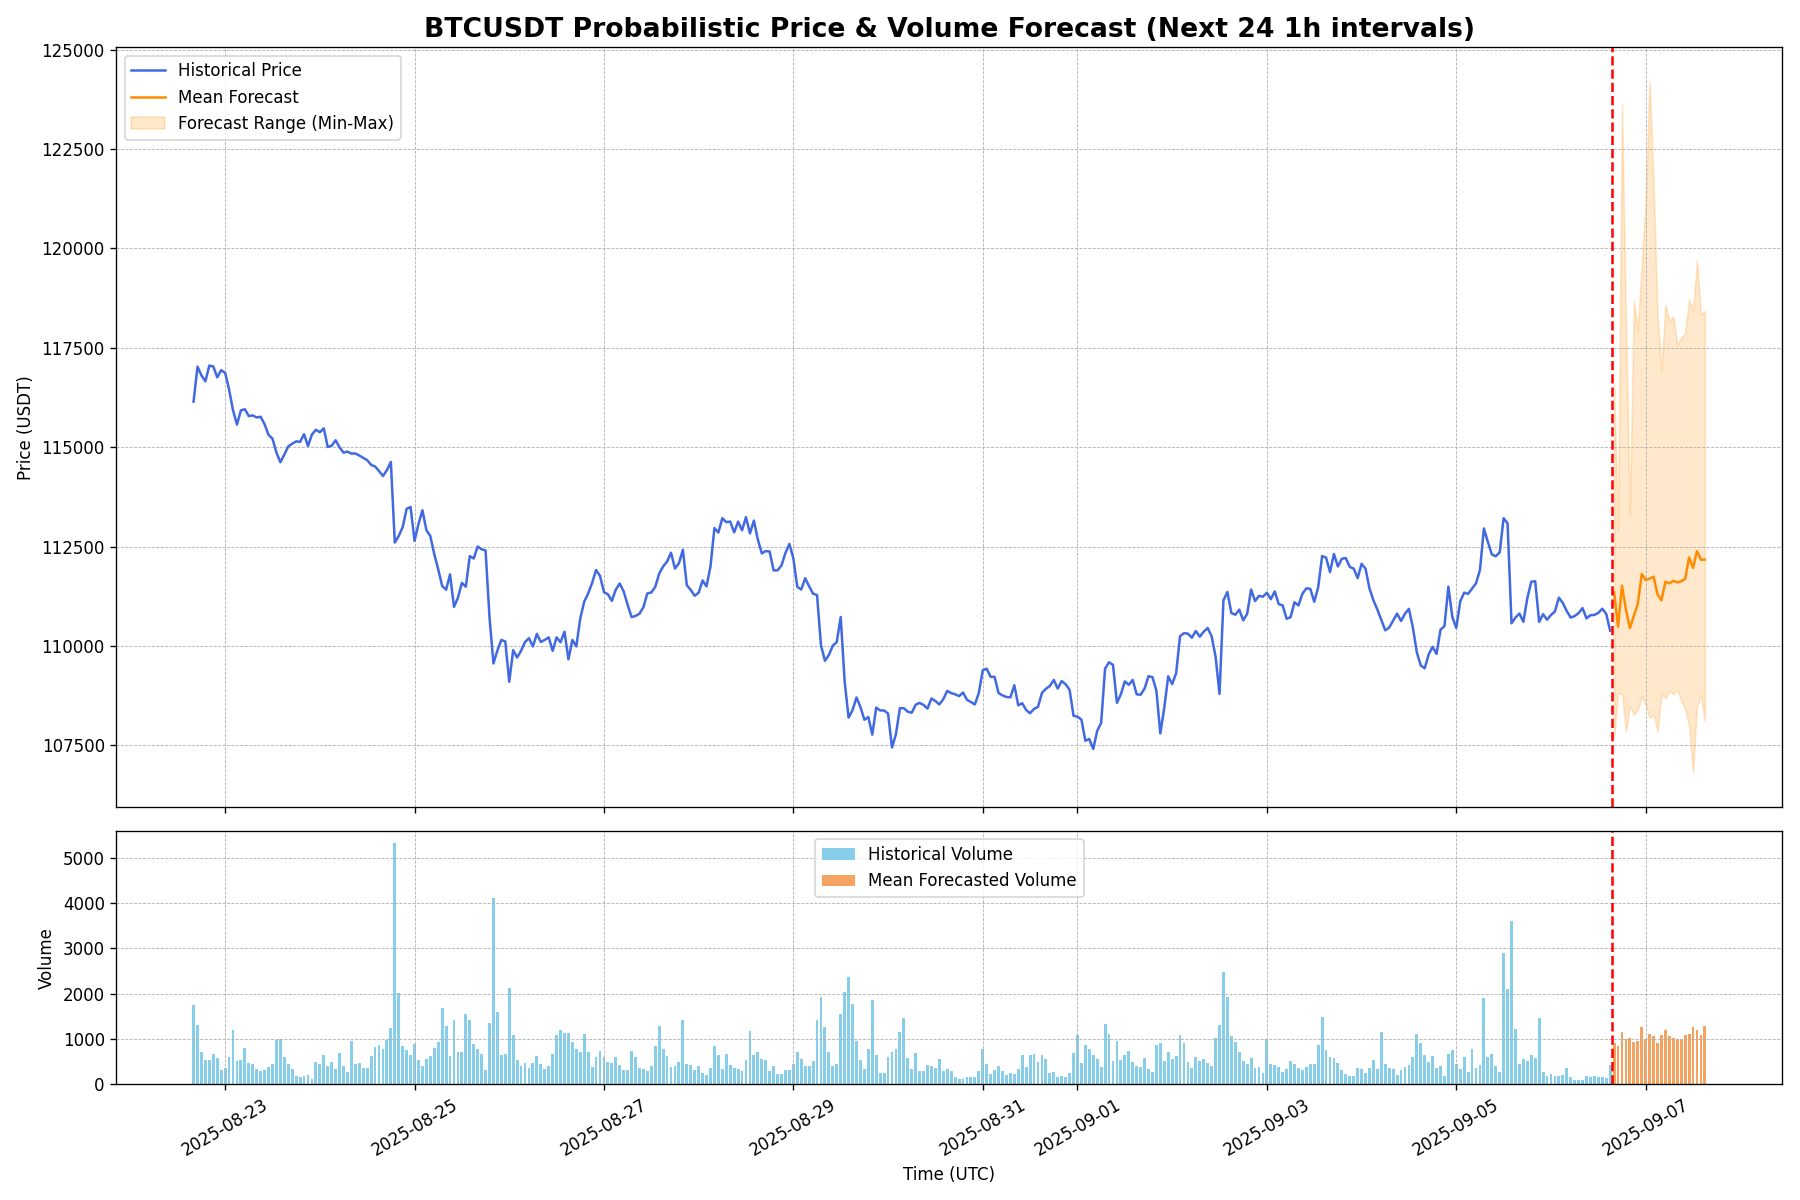 BTCUSDT Probabilistic Price & Volume Forecast (Next 24 1h intervals)
Historical Price
Mean Forecast
Forecast Range (Min-Max)
125000
122500
120000
117500
115000
112500
110000
107500
Price (USDT)
Historical Volume
Mean Forecasted Volume
5000
4000
3000
2000
1000
0
Volume
2025-08-23
2025-08-25
2025-08-27
2025-08-29
2025-08-31
2025-09-01
2025-09-03
2025-09-05
2025-09-07
Time (UTC)